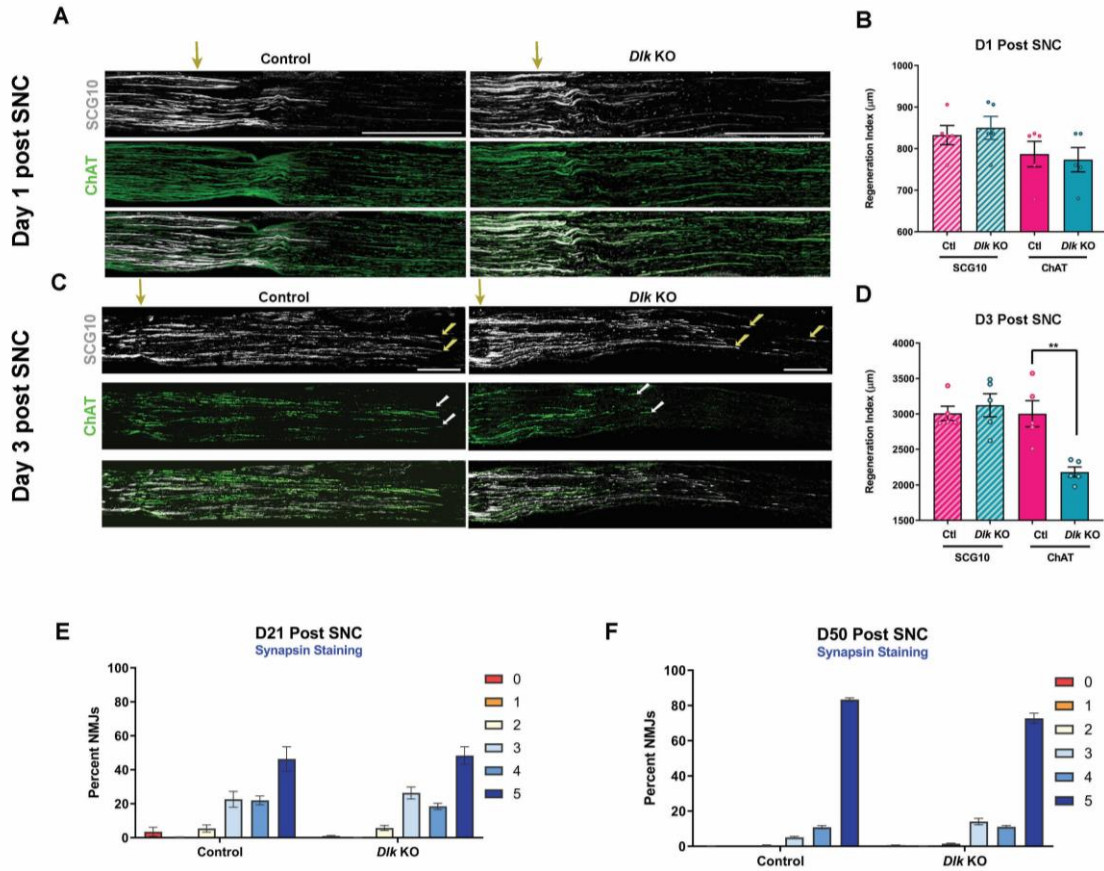 A
Control
Dlk KO
Day 1 post SNC
SCG10
ChAT
B
D1 Post SNC
Regeneration Index (μm)
1000
900
800
700
600
Ctl Dlk KO Ctl Dlk KO
SCG10 ChAT
C
Control
Dlk KO
Day 3 post SNC
SCG10
ChAT
D
D3 Post SNC
Regeneration Index (μm)
4000
3500
3000
2500
2000
1500
**
Ctl Dlk KO Ctl Dlk KO
SCG10 ChAT
E
D21 Post SNC
Synapsin Staining
Percent NMJs
100
80
60
40
20
0
Control Dlk KO
0
1
2
3
4
5
F
D50 Post SNC
Synapsin Staining
Percent NMJs
100
80
60
40
20
0
Control Dlk KO
0
1
2
3
4
5